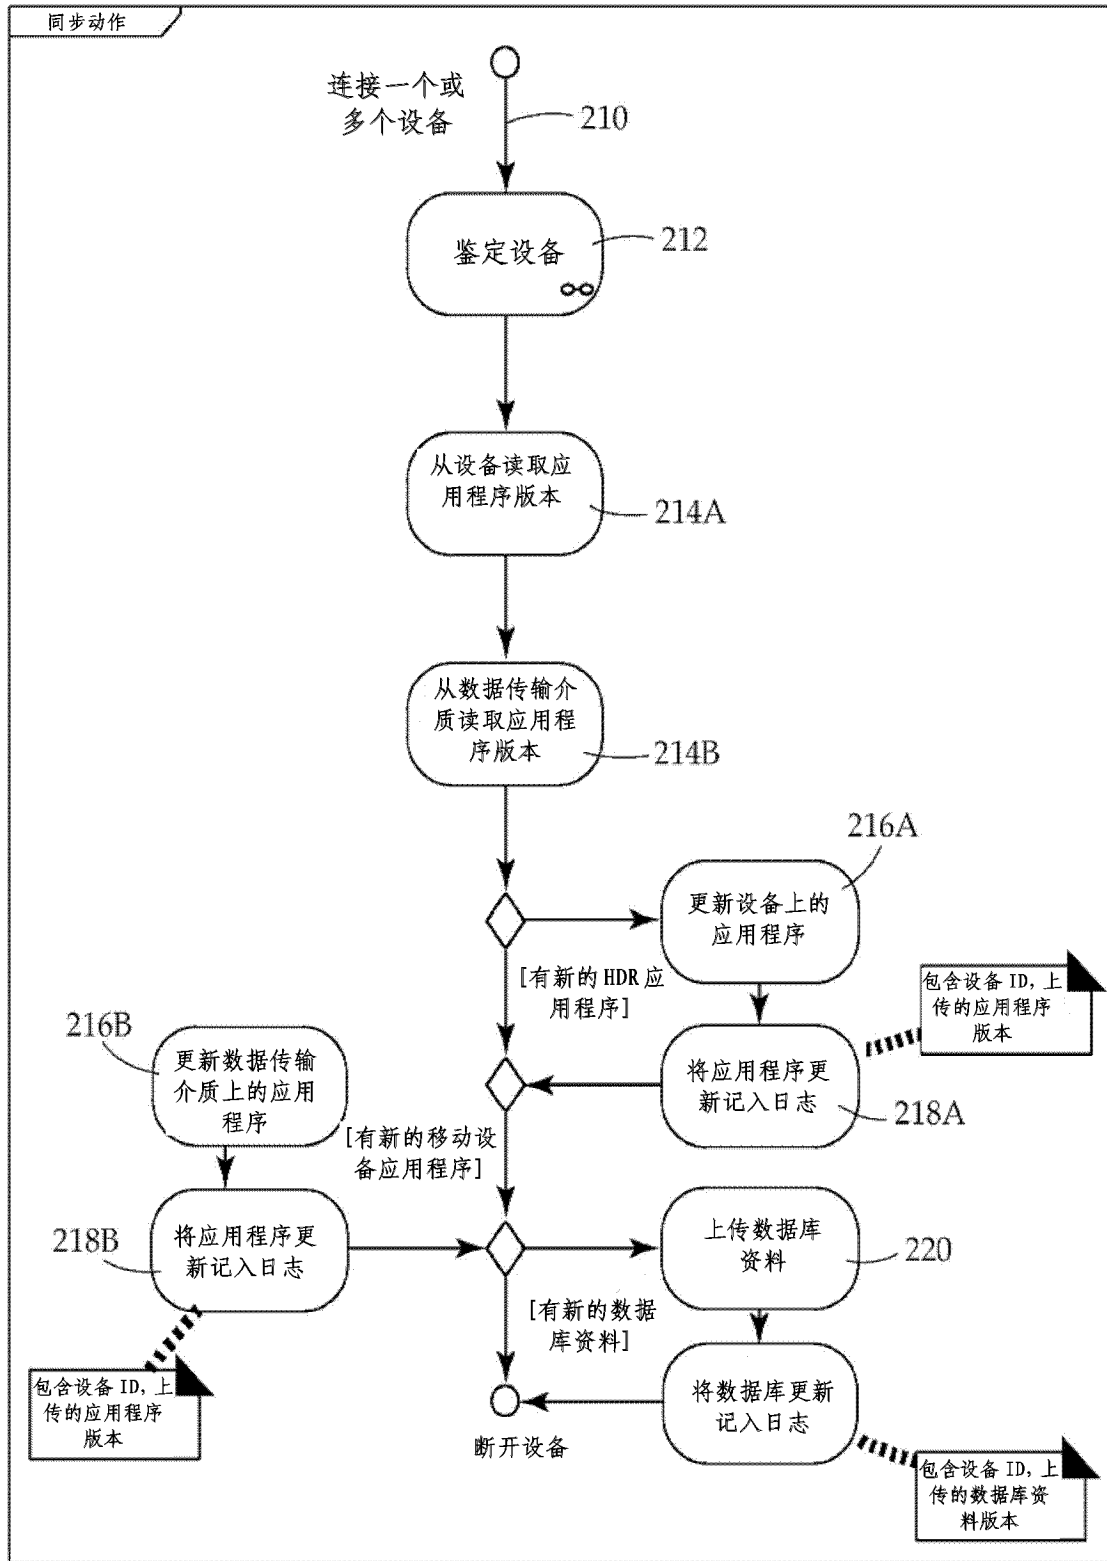 同步动作
连接一个或
多个设备
210
鉴定设备
212
从设备读取应
用程序版本
214A
从数据传输介
质读取应用程
序版本
214B
216A
更新设备上的
应用程序
[有新的 HDR 应
用程序]
包含设备 ID, 上
传的应用程序
版本
216B
更新数据传输
介质上的应用
程序
将应用程序更
新记入日志
218A
[有新的移动设
备应用程序]
218B
将应用程序更
新记入日志
上传数据库
资料
220
[有新的数据
库资料]
包含设备 ID, 上
传的应用程序
版本
将数据库更新
记入日志
断开设备
包含设备 ID, 上
传的数据库资
料版本